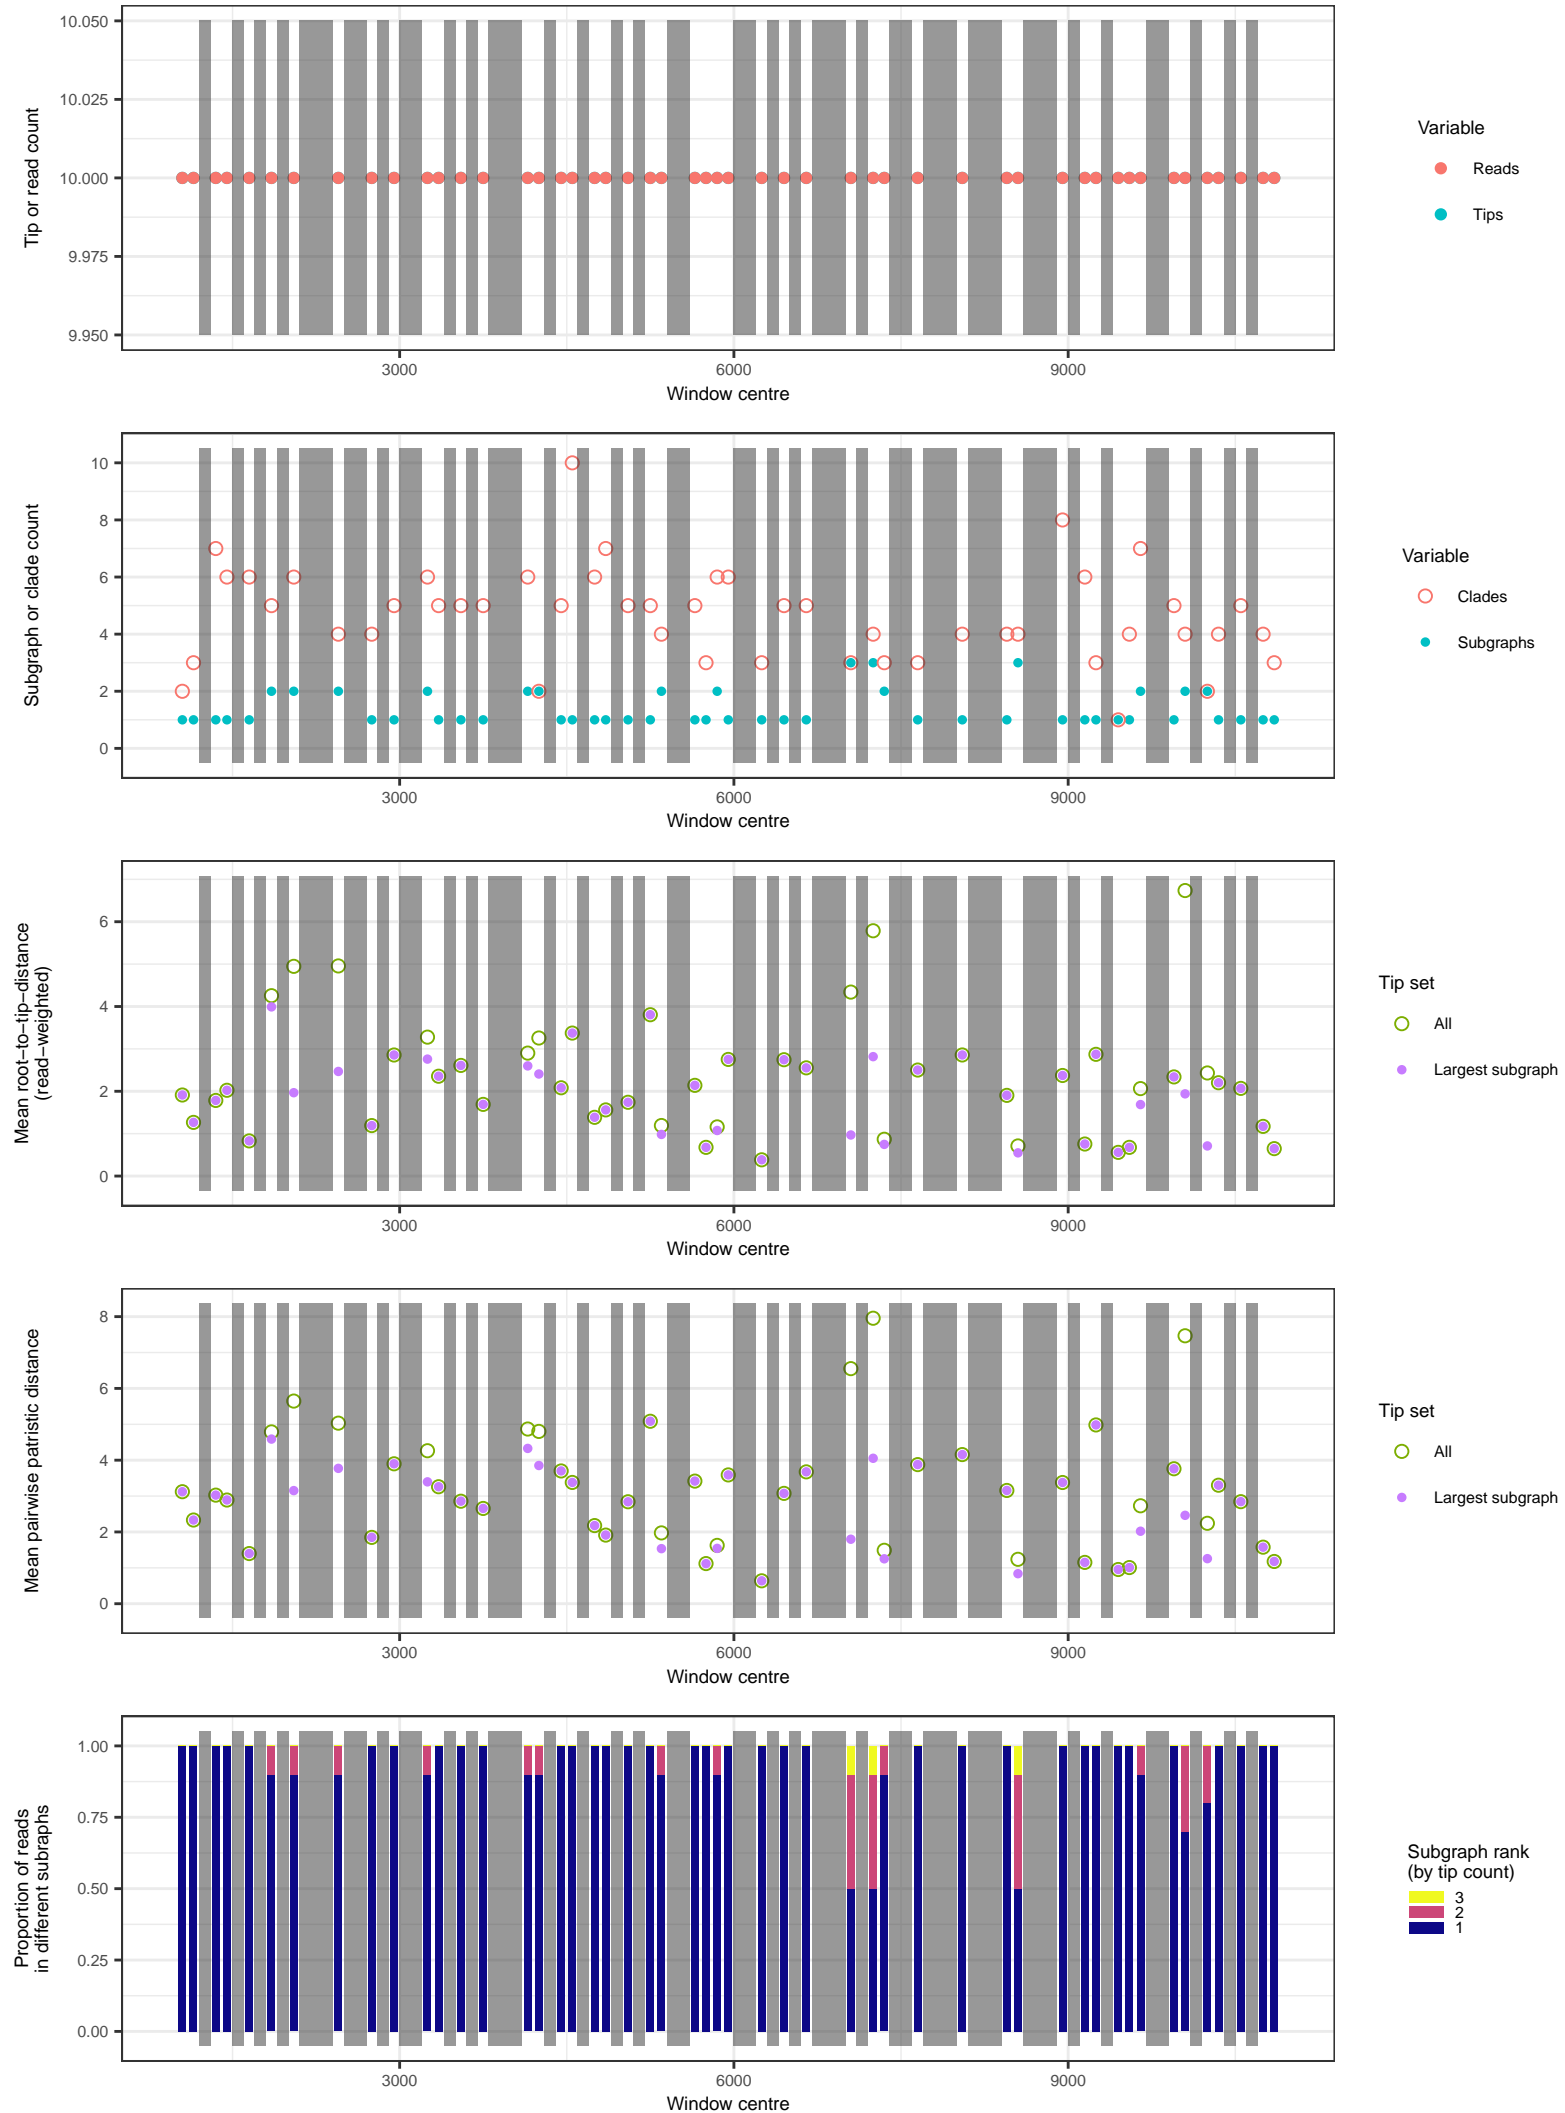 10.050
10.025
10.000
9.975
9.950
Tip or read count
3000
6000
9000
Window centre
Variable
Reads
Tips
10
8
6
4
2
0
Subgraph or clade count
3000
6000
9000
Window centre
Variable
Clades
Subgraphs
6
4
2
0
Mean root−to−tip−distance
(read−weighted)
3000
6000
9000
Window centre
Tip set
All
Largest subgraph
8
6
4
2
0
Mean pairwise patristic distance
3000
6000
9000
Window centre
Tip set
All
Largest subgraph
1.00
0.75
0.50
0.25
0.00
Proportion of reads
in different subraphs
3000
6000
9000
Window centre
Subgraph rank
(by tip count)
3
2
1